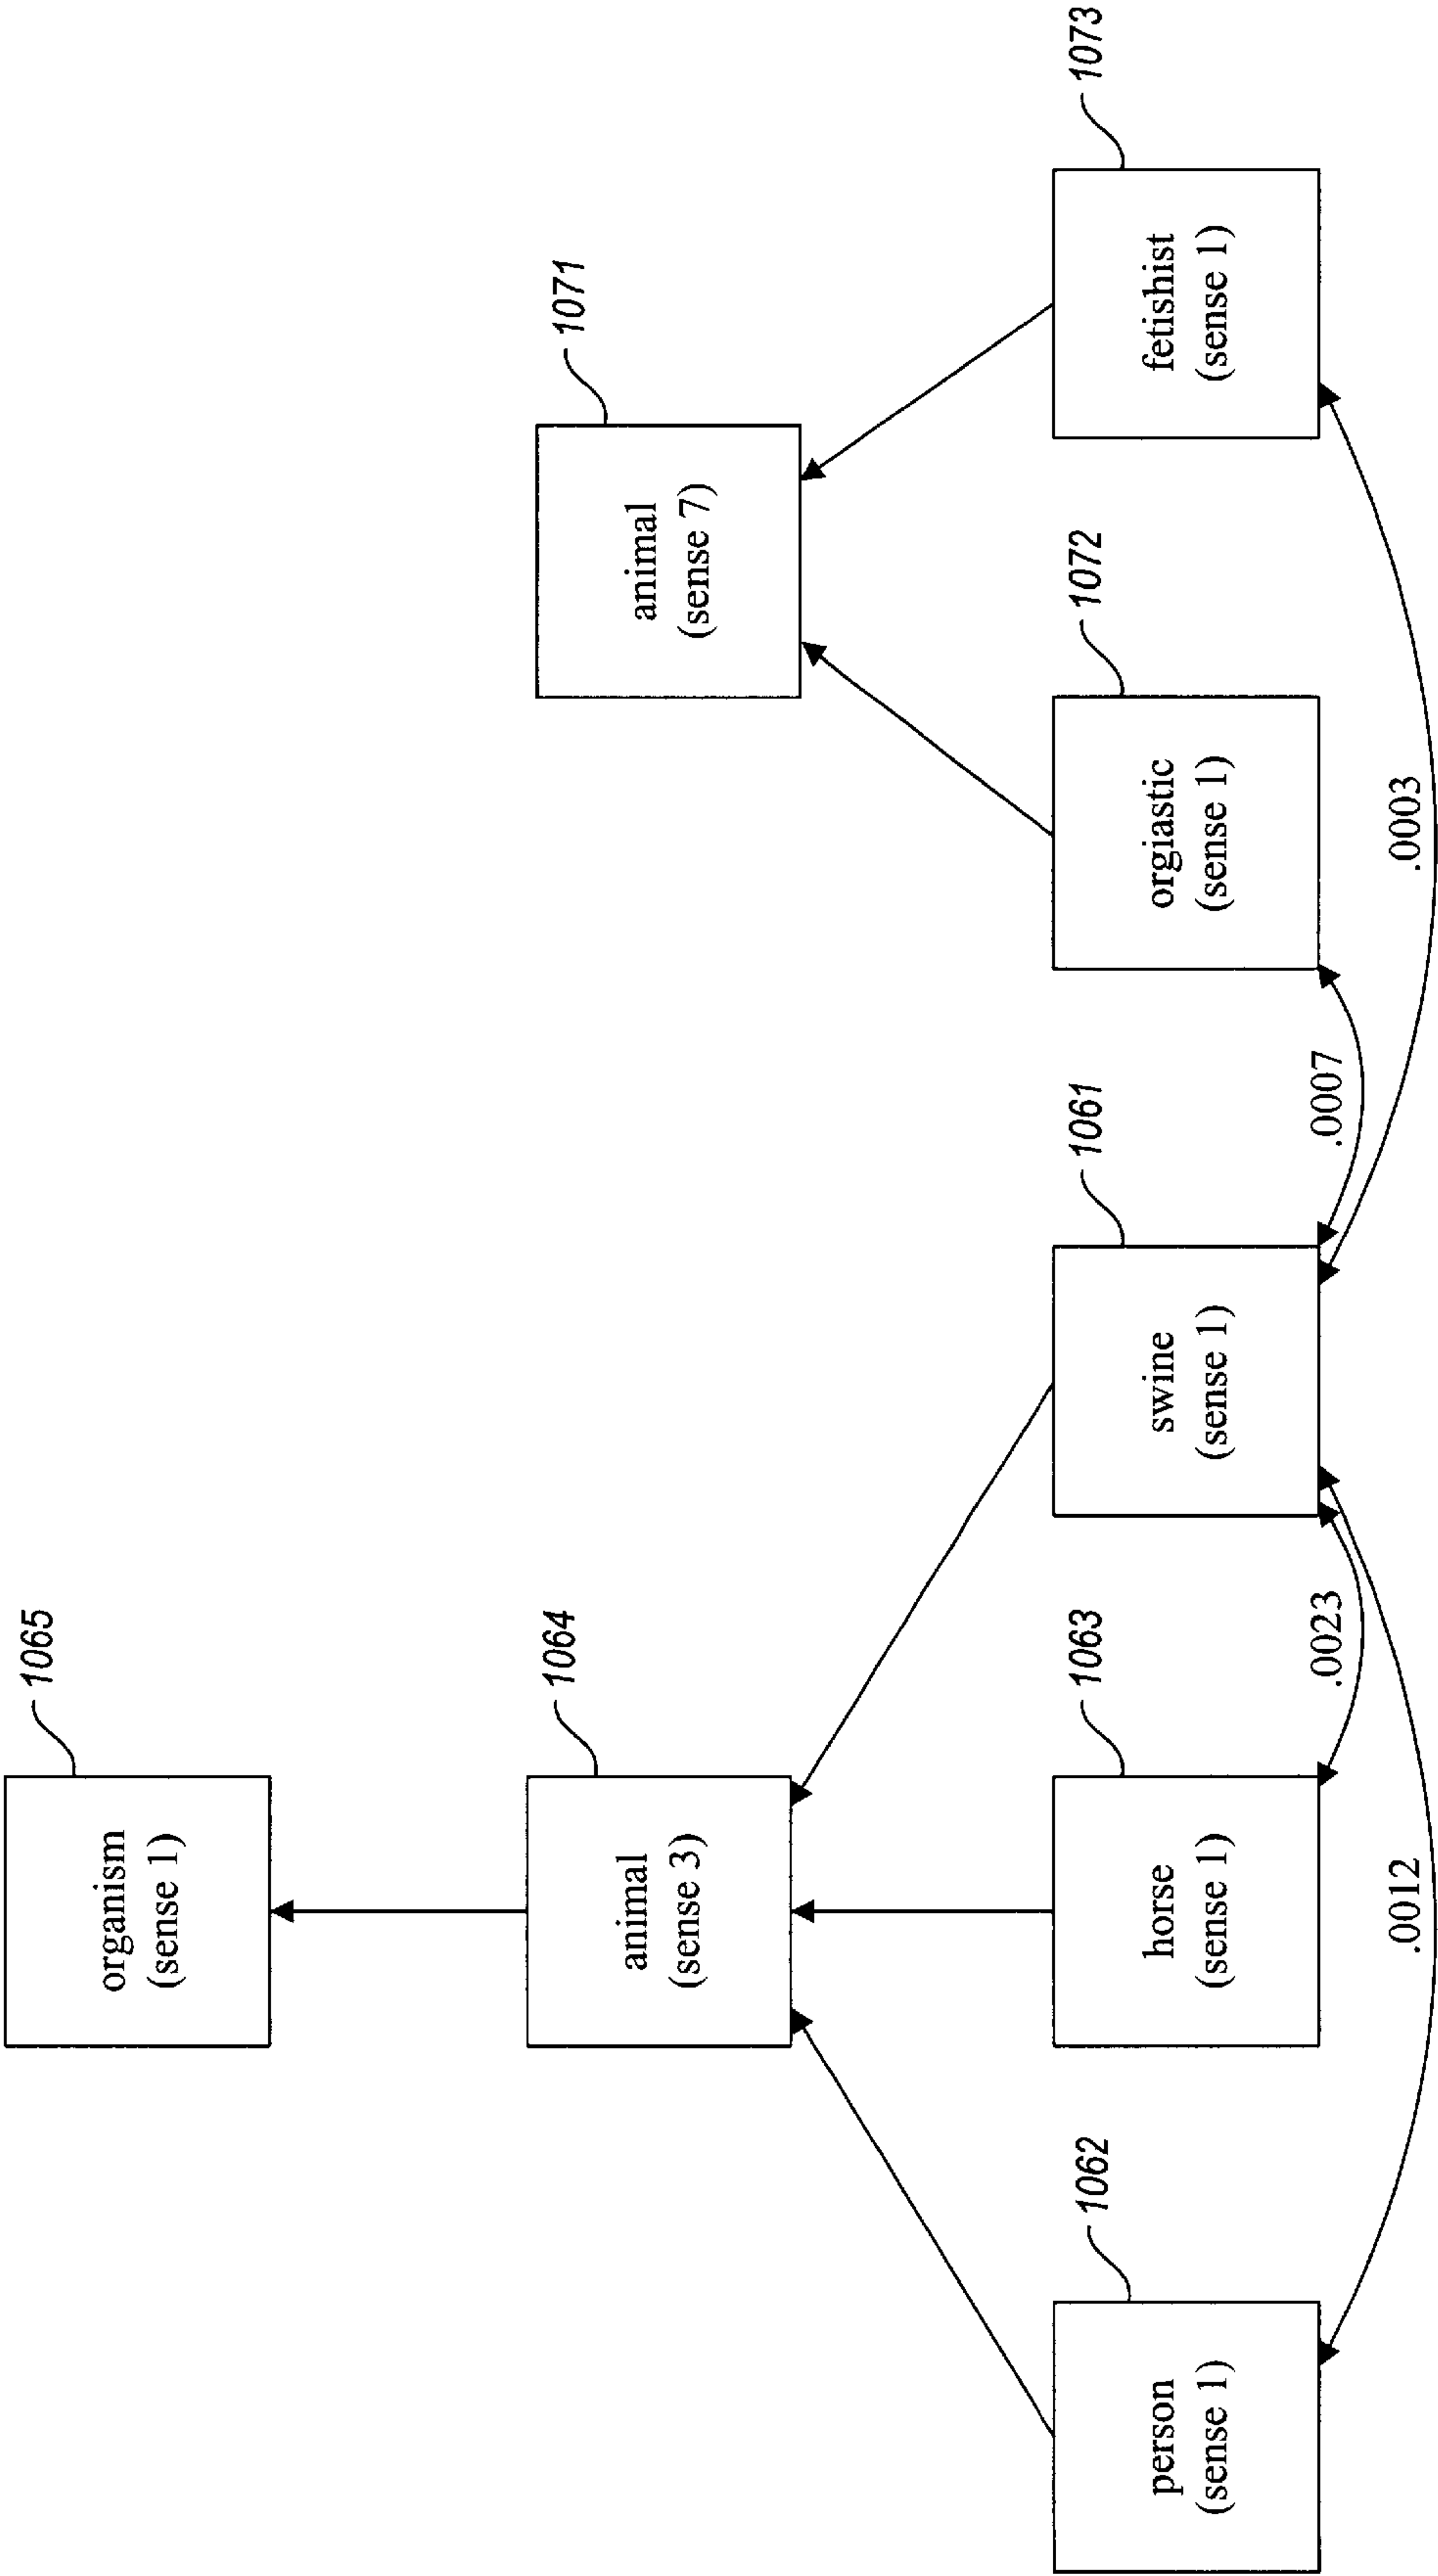 1065
organism
(sense 1)
1064
animal
(sense 3)
1071
animal
(sense 7)
1062
person
(sense 1)
1063
horse
(sense 1)
1061
swine
(sense 1)
1072
orgiastic
(sense 1)
1073
fetishist
(sense 1)
.0023
.0007
.0012
.0003